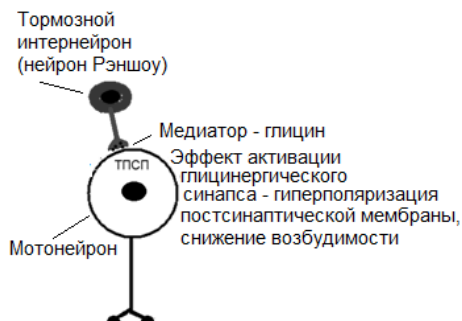 Тормозной
интернейрон
(нейрон Рэншоу)
Медиатор - глицин
ТПСП
Эффект активации
глицинергического
синапса - гиперполяризация
постсинаптической мембраны,
снижение возбудимости
Мотонейрон